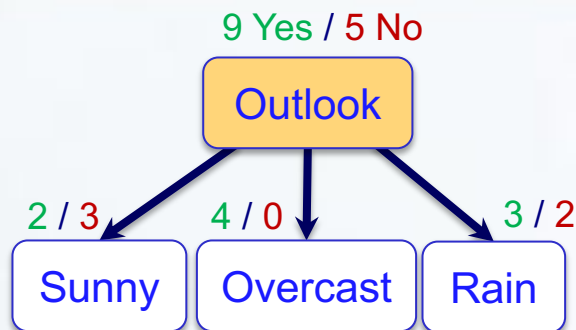 9 Yes / 5 No
Outlook
2 / 3 4 / 0 3 / 2
Sunny Overcast Rain